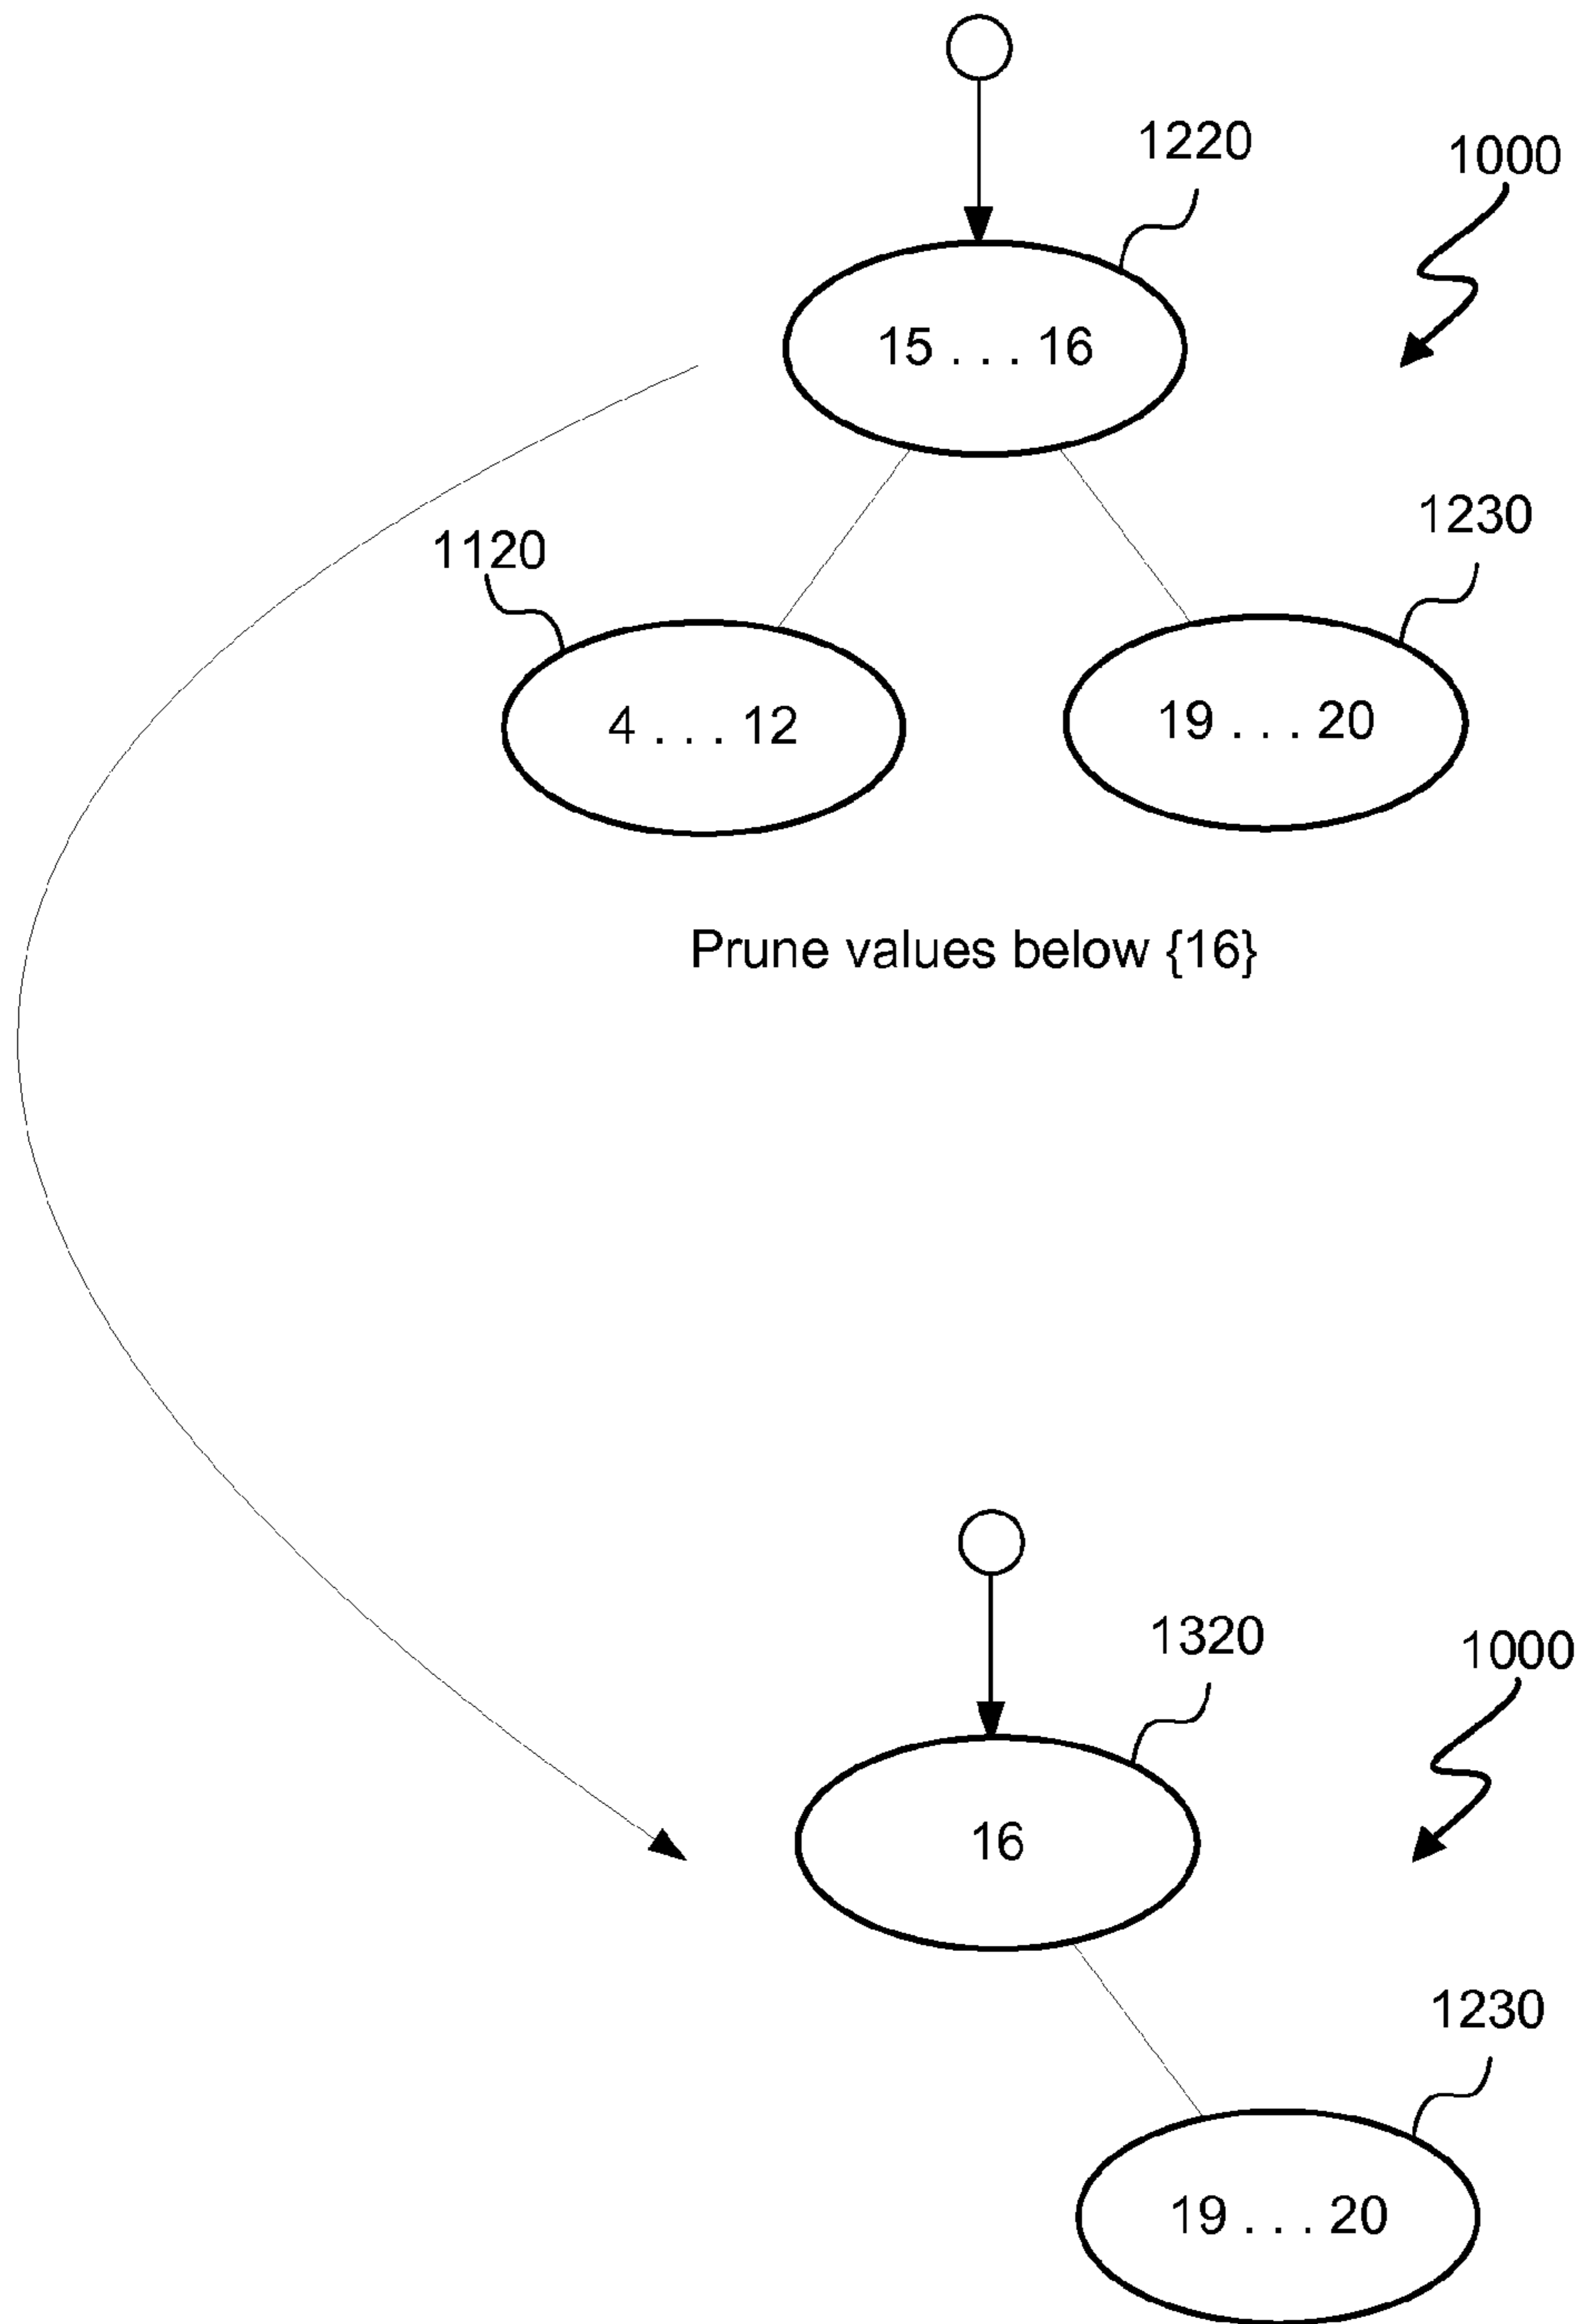 1220
1000
15 . . . 16
1230
1120
4 . . . 12
19 . . . 20
Prune values below {16}
1320
1000
16
1230
19 . . . 20